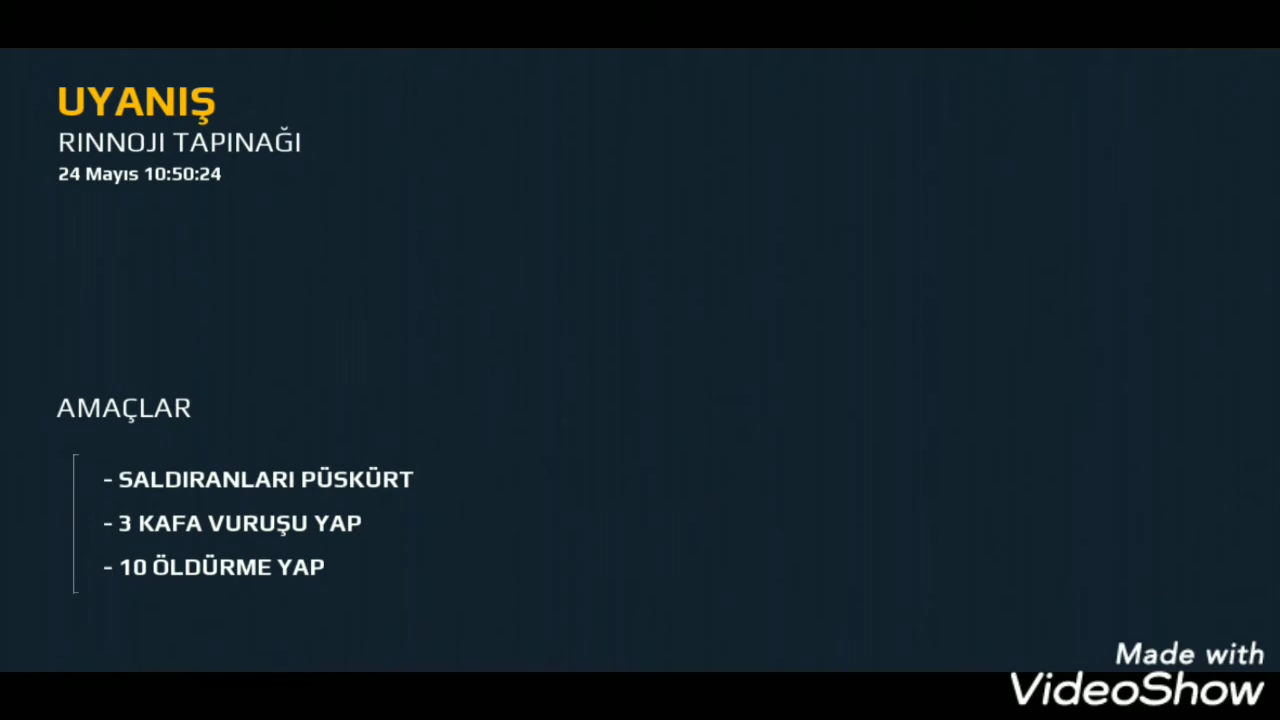 UYANIŞ
RINNOJI TAPINAĞI
24 Mayıs 10:50:24
AMAÇLAR
- SALDIRANLARI PÜSKÜRT
- 3 KAFA VURUŞU YAP
- 10 ÖLDÜRME YAP
Made with
VideoShow